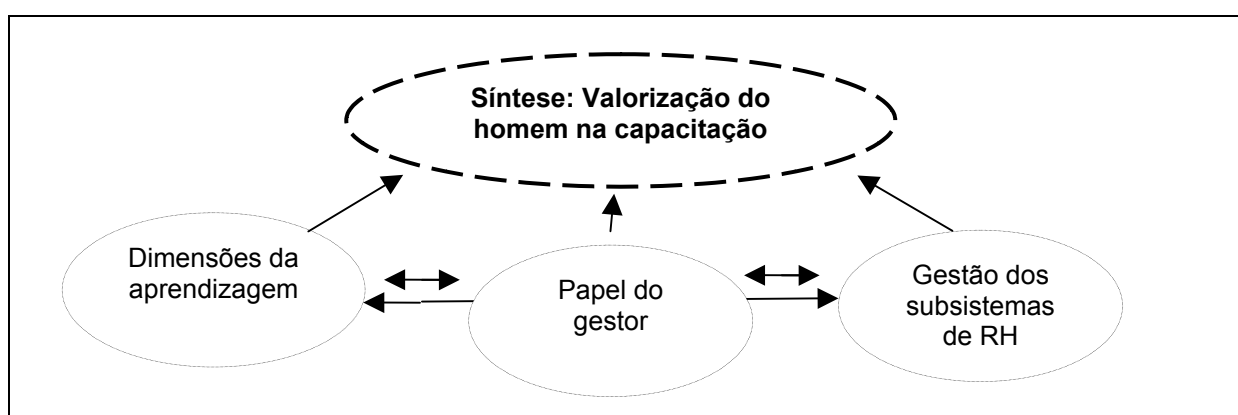 Síntese: Valorização do
homem na capacitação
Dimensões da
aprendizagem
Papel do
gestor
Gestão dos
subsistemas
de RH